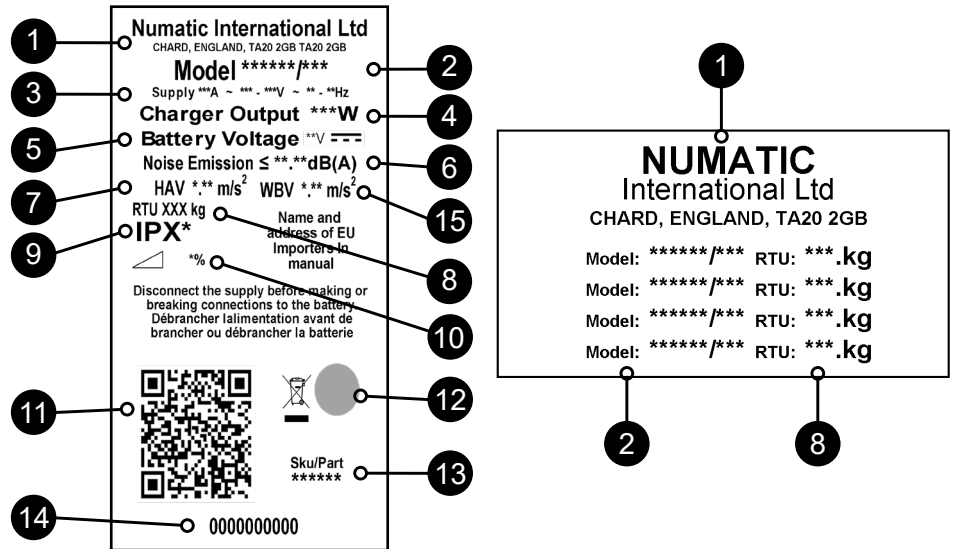 Numatic International Ltd
CHARD, ENGLAND, TA20 2GB TA20 2GB
Model ******/***
Supply ***A ~ *** - ***V ~ ** - **Hz
Charger Output ***W
Battery Voltage **V
Noise Emission ≤ **.**dB(A)
HAV *.** m/s² WBV *.** m/s²
RTU XXX kg
IPX*
Name and
address of EU
Importers In
manual
*%
Disconnect the supply before making or
breaking connections to the battery.
Débrancher lalimentation avant de
brancher ou débrancher la batterie
Sku/Part
******
0000000000
1
2
3
4
5
6
7
15
8
9
10
11
12
13
14
1
NUMATIC
International Ltd
CHARD, ENGLAND, TA20 2GB
Model: ******/*** RTU: ***.kg
Model: ******/*** RTU: ***.kg
Model: ******/*** RTU: ***.kg
Model: ******/*** RTU: ***.kg
2
8